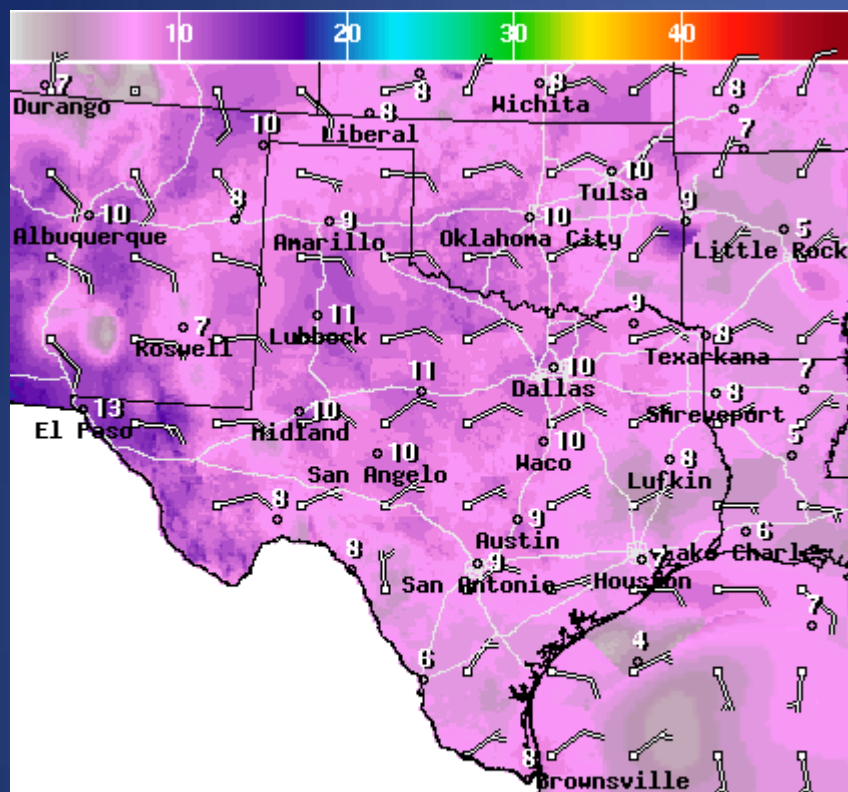 10 20 30 40
7
8
8
8
8
Durango
Wichita
Liberal
10
7
10
Tulsa
10
8
9
10
9
5
Albuquerque
Amarillo
Oklahoma City
Little Rock
7
11
9
8
Roswell
Lubbock
Texarkana
11
10
7
Dallas
8
13
10
Shreveport
El Paso
Midland
10
10
5
San Angelo
Waco
8
Lufkin
8
9
6
Austin
8
9
7
Lake Charles
San Antonio
Houston
7
4
6
8
Brownsville